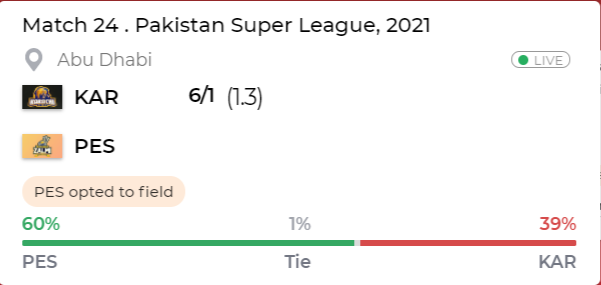 Match 24 . Pakistan Super League, 2021
Abu Dhabi
LIVE
KAR 6/1 (1.3)
ZALMI
PES
PES opted to field
60% 1% 39%
PES Tie KAR